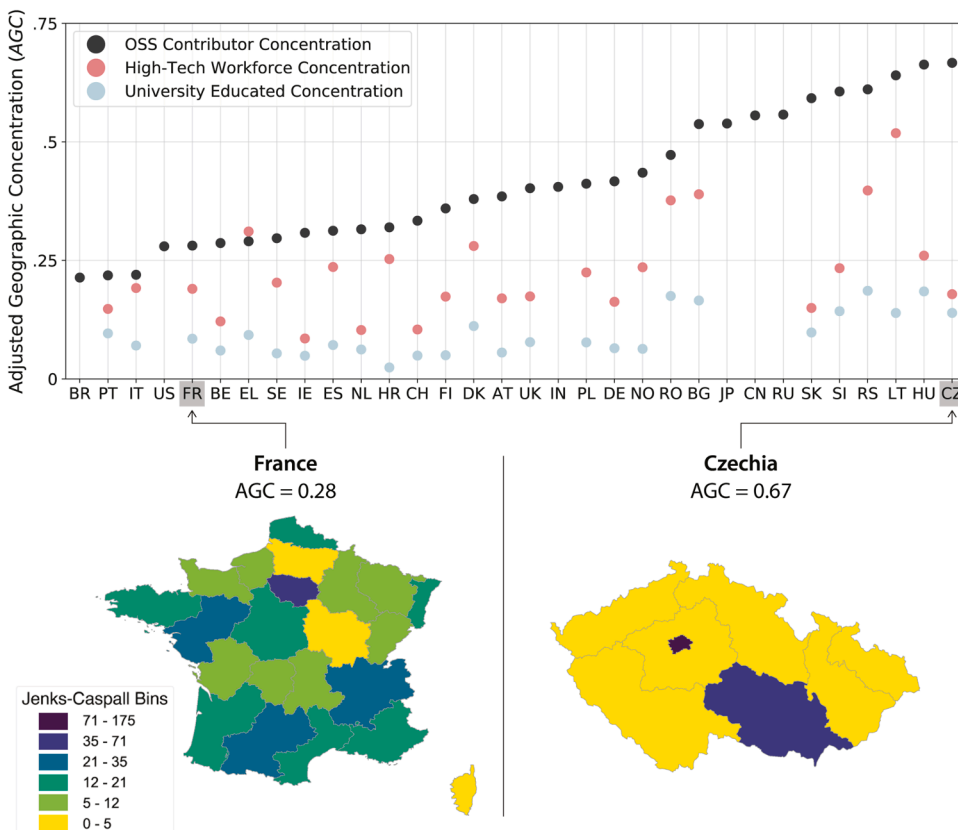 Adjusted Geographic Concentration (AGC)
.75
.5
.25
0
OSS Contributor Concentration
High-Tech Workforce Concentration
University Educated Concentration
BR PT IT US FR BE EL SE IE ES NL HR CH FI DK AT UK IN PL DE NO RO BG JP CN RU SK SI RS LT HU CZ
France
AGC = 0.28
Czechia
AGC = 0.67
Jenks-Caspall Bins
71 - 175
35 - 71
21 - 35
12 - 21
5 - 12
0 - 5